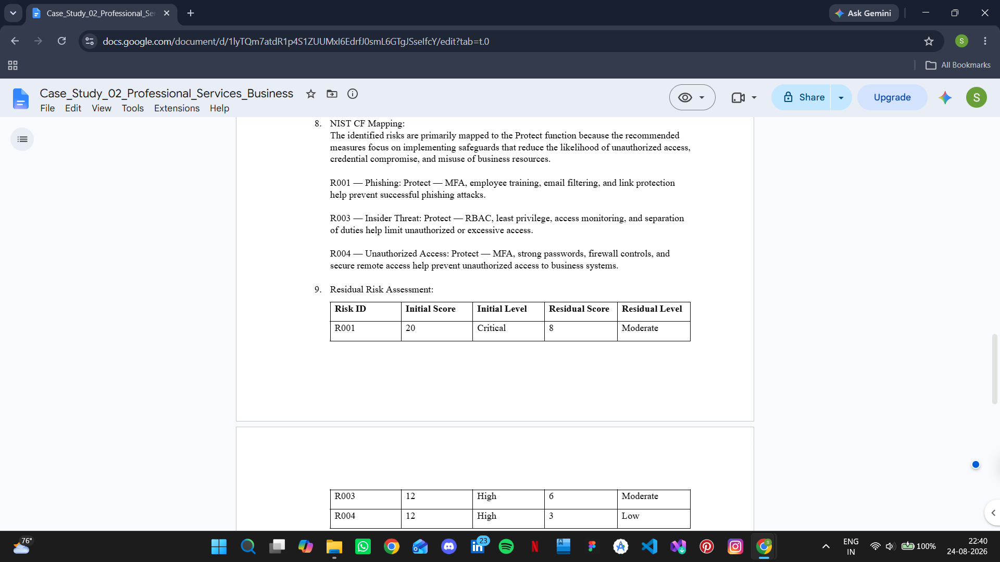 Case_Study_02_Professional_Se
Ask Gemini
docs.google.com/document/d/1lyTQm7atdR1p4S1ZUUMxI6EdrfJ0smL6GTgJSselfcY/edit?tab=t.0
S
All Bookmarks
Case_Study_02_Professional_Services_Business
File Edit View Tools Extensions Help
Share
Upgrade
S
8. NIST CF Mapping:
The identified risks are primarily mapped to the Protect function because the recommended
measures focus on implementing safeguards that reduce the likelihood of unauthorized access,
credential compromise, and misuse of business resources.
R001 — Phishing: Protect — MFA, employee training, email filtering, and link protection
help prevent successful phishing attacks.
R003 — Insider Threat: Protect — RBAC, least privilege, access monitoring, and separation
of duties help limit unauthorized or excessive access.
R004 — Unauthorized Access: Protect — MFA, strong passwords, firewall controls, and
secure remote access help prevent unauthorized access to business systems.
9. Residual Risk Assessment:
Risk ID Initial Score Initial Level Residual Score Residual Level
R001 20 Critical 8 Moderate
R003 12 High 6 Moderate
R004 12 High 3 Low
76°
23
ENG
IN
100%
22:40
24-08-2026